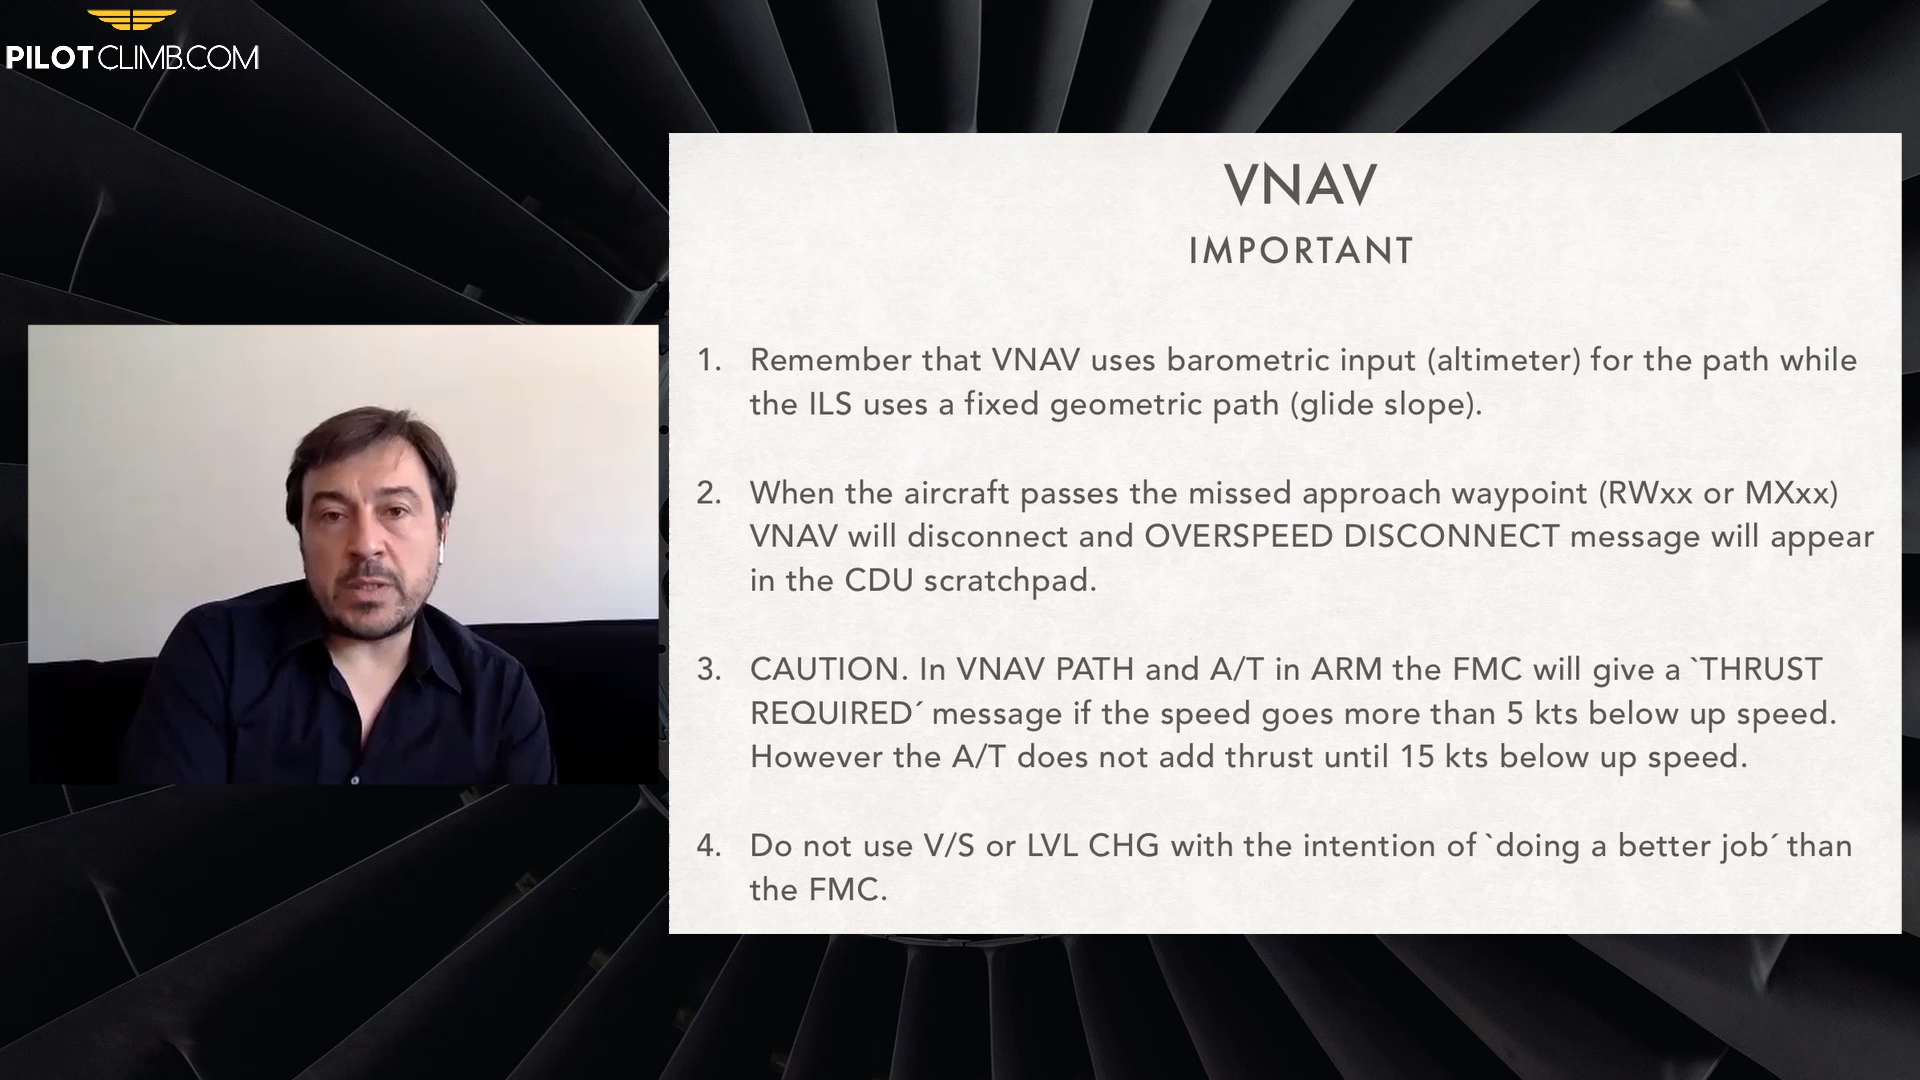 PILOTCLIMB.COM
VNAV
IMPORTANT
1. Remember that VNAV uses barometric input (altimeter) for the path while
the ILS uses a fixed geometric path (glide slope).
2. When the aircraft passes the missed approach waypoint (RWxx or MXxx)
VNAV will disconnect and OVERSPEED DISCONNECT message will appear
in the CDU scratchpad.
3. CAUTION. In VNAV PATH and A/T in ARM the FMC will give a `THRUST
REQUIRED´ message if the speed goes more than 5 kts below up speed.
However the A/T does not add thrust until 15 kts below up speed.
4. Do not use V/S or LVL CHG with the intention of `doing a better job´ than
the FMC.